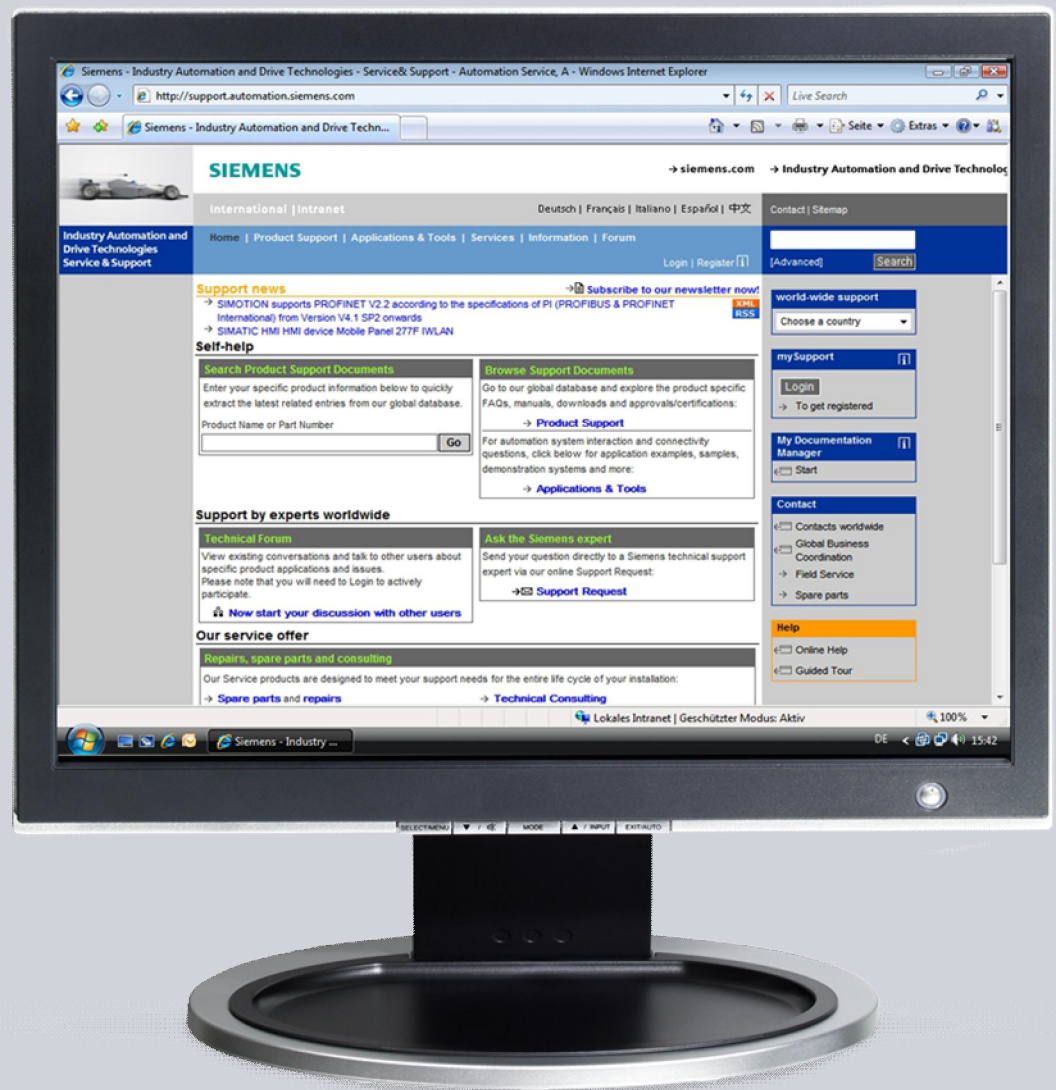 Siemens - Industry Automation and Drive Technologies - Service& Support - Automation Service, A - Windows Internet Explorer
http://support.automation.siemens.com
Live Search
Siemens - Industry Automation and Drive Techn...
Seite
Extras
SIEMENS
→ siemens.com → Industry Automation and Drive Technolog
International |Intranet
Deutsch | Français | Italiano | Español | 中文
Contact | Sitemap
Industry Automation and
Drive Technologies
Service & Support
Home | Product Support | Applications & Tools | Services | Information | Forum
Login | Register
[Advanced] Search
Support news
→ Subscribe to our newsletter now!
→ SIMOTION supports PROFINET V2.2 according to the specifications of PI (PROFIBUS & PROFINET
International) from Version V4.1 SP2 onwards
XML
RSS
→ SIMATIC HMI HMI device Mobile Panel 277F IWLAN
Self-help
Search Product Support Documents
Enter your specific product information below to quickly
extract the latest related entries from our global database.
Product Name or Part Number
Go
Browse Support Documents
Go to our global database and explore the product specific
FAQs, manuals, downloads and approvals/certifications:
→ Product Support
For automation system interaction and connectivity
questions, click below for application examples, samples,
demonstration systems and more:
→ Applications & Tools
Support by experts worldwide
Technical Forum
View existing conversations and talk to other users about
specific product applications and issues.
Please note that you will need to Login to actively
participate.
Now start your discussion with other users
Ask the Siemens expert
Send your question directly to a Siemens technical support
expert via our online Support Request:
→ Support Request
Our service offer
Repairs, spare parts and consulting
Our Service products are designed to meet your support needs for the entire life cycle of your installation:
→ Spare parts and repairs
→ Technical Consulting
world-wide support
Choose a country
mySupport
Login
→ To get registered
My Documentation
Manager
Start
Contact
Contacts worldwide
Global Business
Coordination
→ Field Service
→ Spare parts
Help
Online Help
Guided Tour
Lokales Intranet | Geschützter Modus: Aktiv
100%
Siemens - Industry ...
DE
15:42
SELECT/MENU
▼ /
MODE
▲ / INPUT
EXIT/AUTO